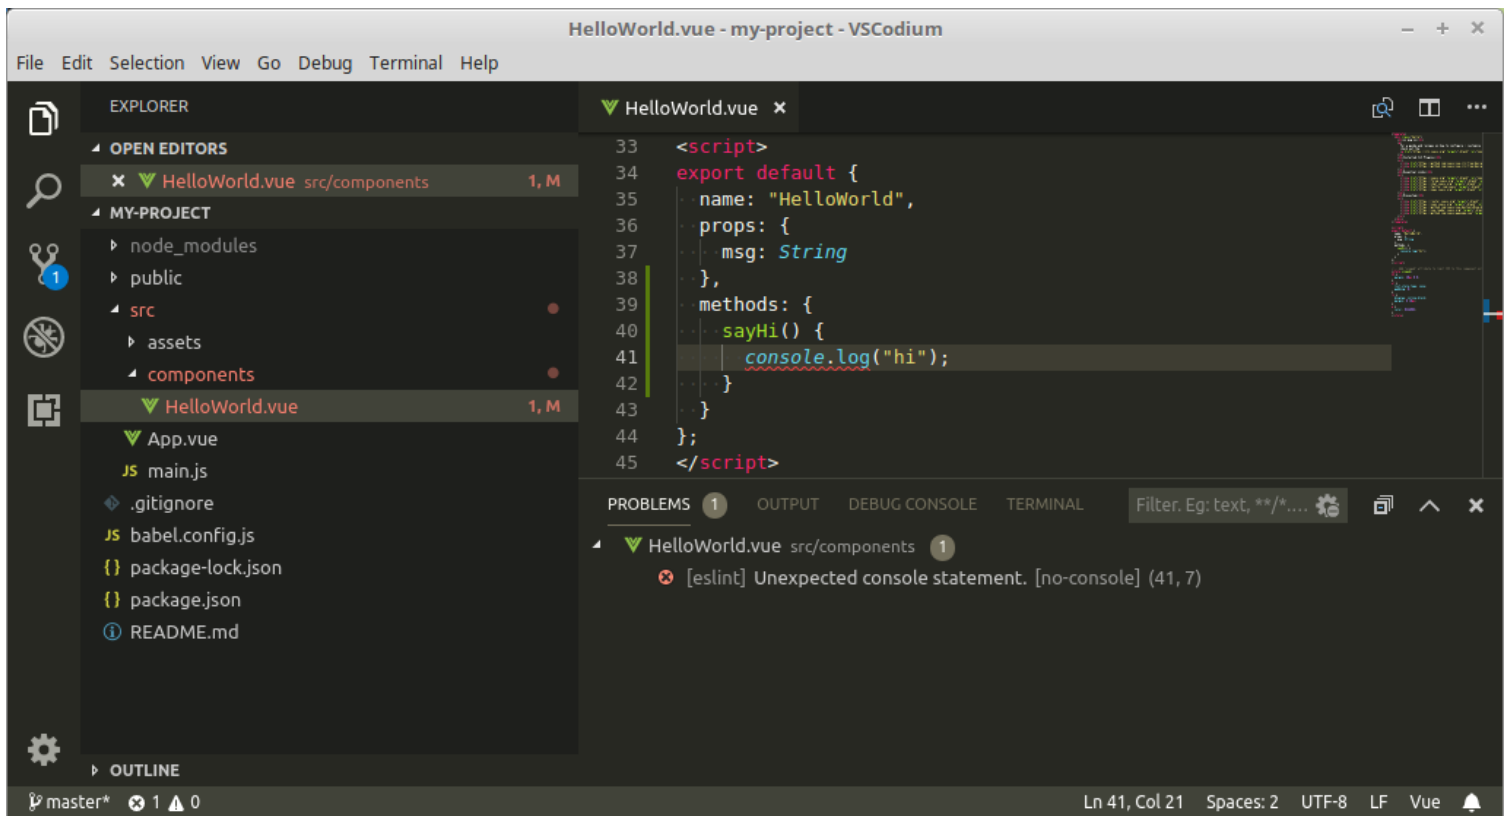 HelloWorld.vue - my-project - VSCodium
File Edit Selection View Go Debug Terminal Help
EXPLORER
OPEN EDITORS
HelloWorld.vue src/components 1, M
MY-PROJECT
node_modules
public
src
assets
components
HelloWorld.vue 1, M
App.vue
JS main.js
.gitignore
JS babel.config.js
{} package-lock.json
{} package.json
README.md
OUTLINE
1
HelloWorld.vue
33 <script>
34 export default {
35 name: "HelloWorld",
36 props: {
37 msg: String
38 },
39 methods: {
40 sayHi() {
41 console.log("hi");
42 }
43 }
44 };
45 </script>
PROBLEMS 1 OUTPUT DEBUG CONSOLE TERMINAL Filter. Eg: text, **/*....
HelloWorld.vue src/components 1
[eslint] Unexpected console statement. [no-console] (41, 7)
master* 1 0 Ln 41, Col 21 Spaces: 2 UTF-8 LF Vue